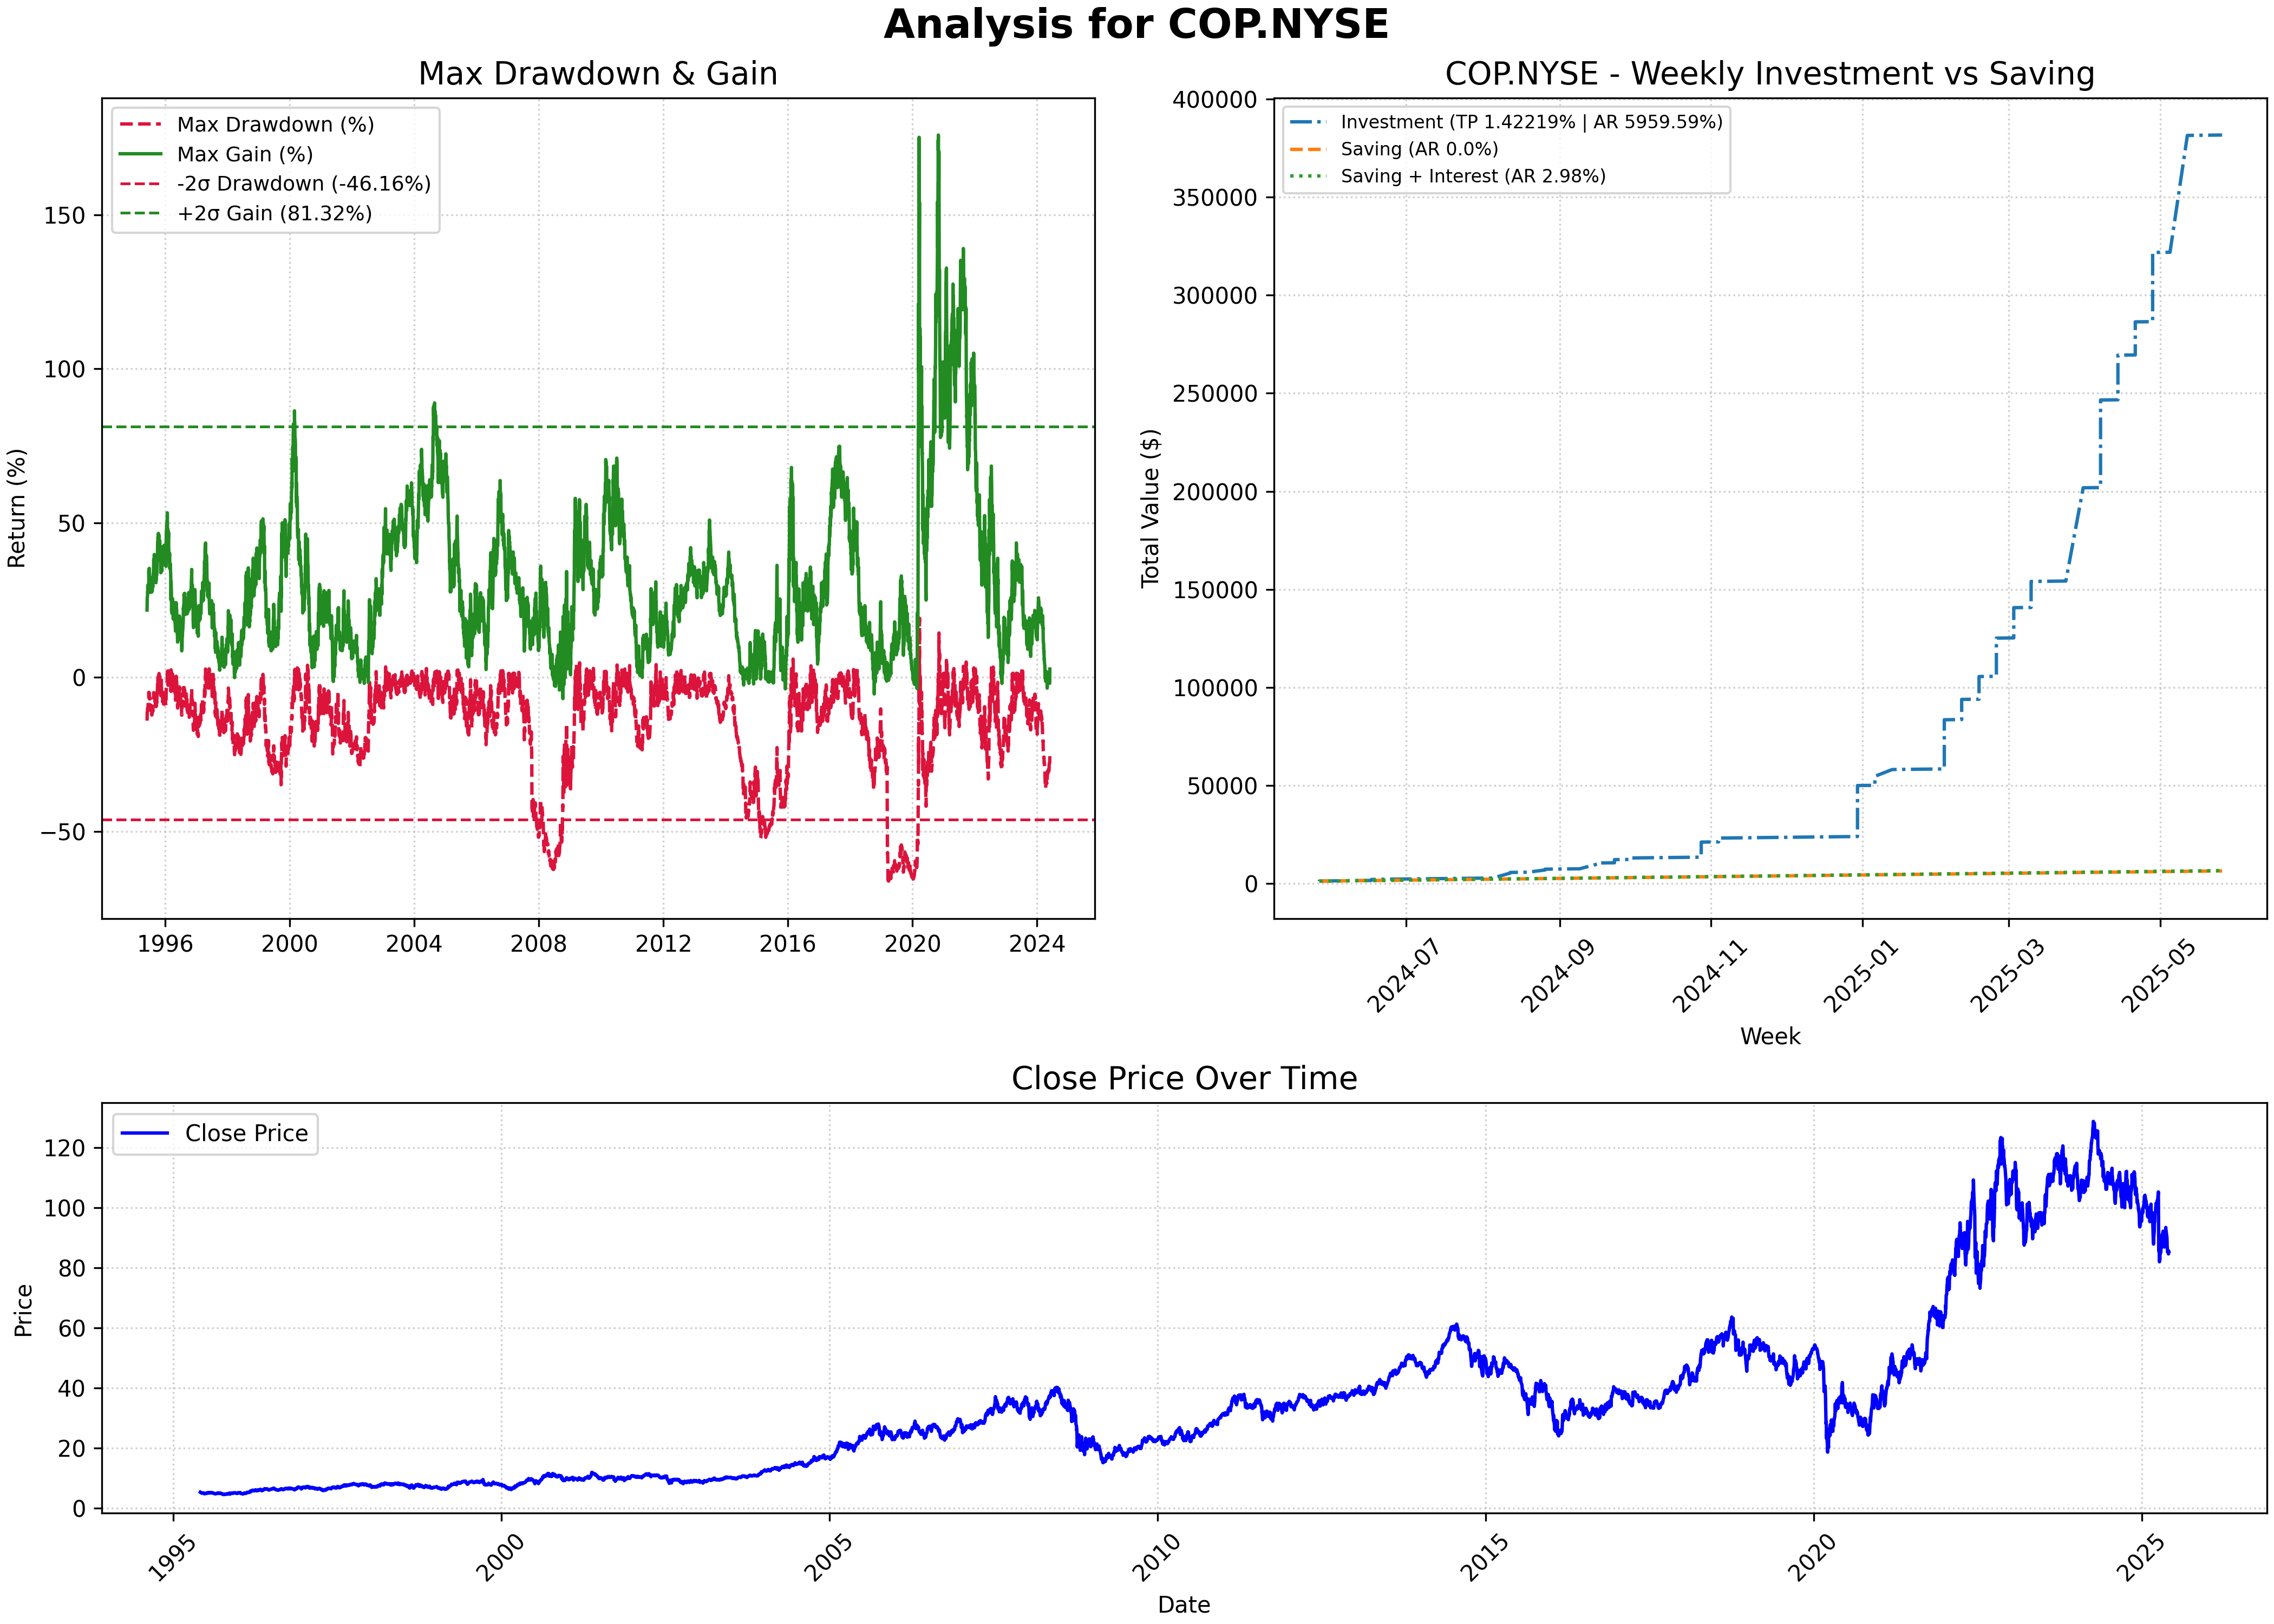 Analysis for COP.NYSE
Max Drawdown & Gain
Max Drawdown (%)
Max Gain (%)
-2σ Drawdown (-46.16%)
+2σ Gain (81.32%)
Return (%)
150
100
50
0
−50
1996
2000
2004
2008
2012
2016
2020
2024
COP.NYSE - Weekly Investment vs Saving
Investment (TP 1.42219% | AR 5959.59%)
Saving (AR 0.0%)
Saving + Interest (AR 2.98%)
Total Value ($)
400000
350000
300000
250000
200000
150000
100000
50000
0
2024-07
2024-09
2024-11
2025-01
2025-03
2025-05
Week
Close Price Over Time
Close Price
Price
120
100
80
60
40
20
0
1995
2000
2005
2010
2015
2020
2025
Date